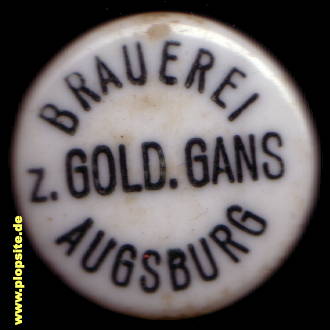 BRAUEREI
z. GOLD. GANS
AUGSBURG
www.plopsite.de